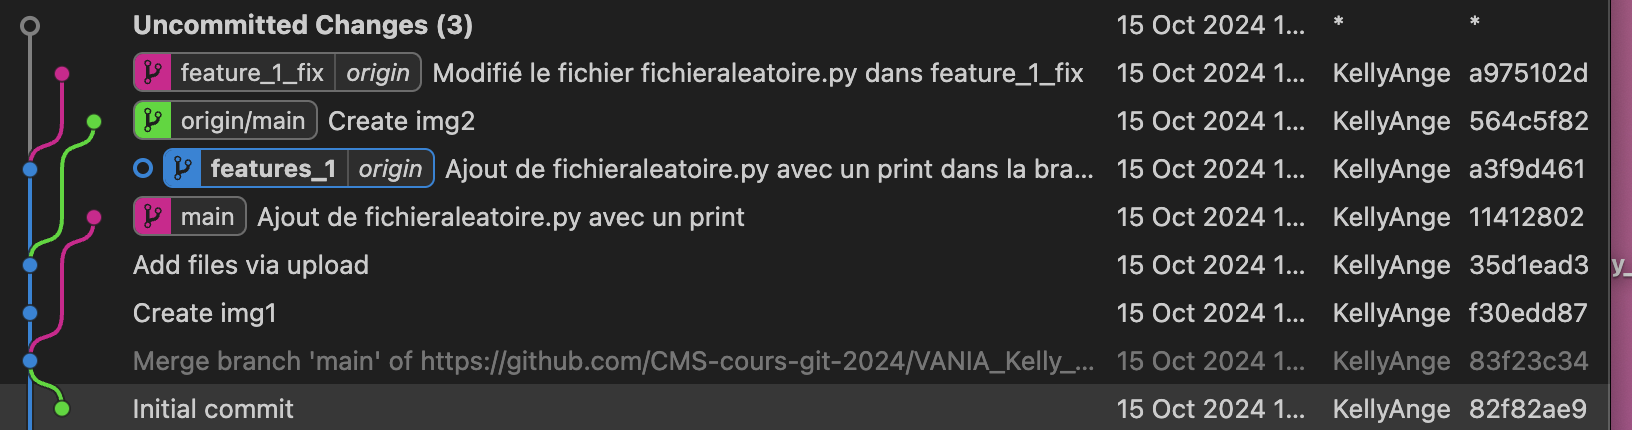 Uncommitted Changes (3) 15 Oct 2024 1... * *
feature_1_fix origin Modifié le fichier fichieraleatoire.py dans feature_1_fix 15 Oct 2024 1... KellyAnge a975102d
origin/main Create img2 15 Oct 2024 1... KellyAnge 564c5f82
features_1 origin Ajout de fichieraleatoire.py avec un print dans la bra... 15 Oct 2024 1... KellyAnge a3f9d461
main Ajout de fichieraleatoire.py avec un print 15 Oct 2024 1... KellyAnge 11412802
Add files via upload 15 Oct 2024 1... KellyAnge 35d1ead3
Create img1 15 Oct 2024 1... KellyAnge f30edd87
Merge branch 'main' of https://github.com/CMS-cours-git-2024/VANIA_Kelly_... 15 Oct 2024 1... KellyAnge 83f23c34
Initial commit 15 Oct 2024 1... KellyAnge 82f82ae9